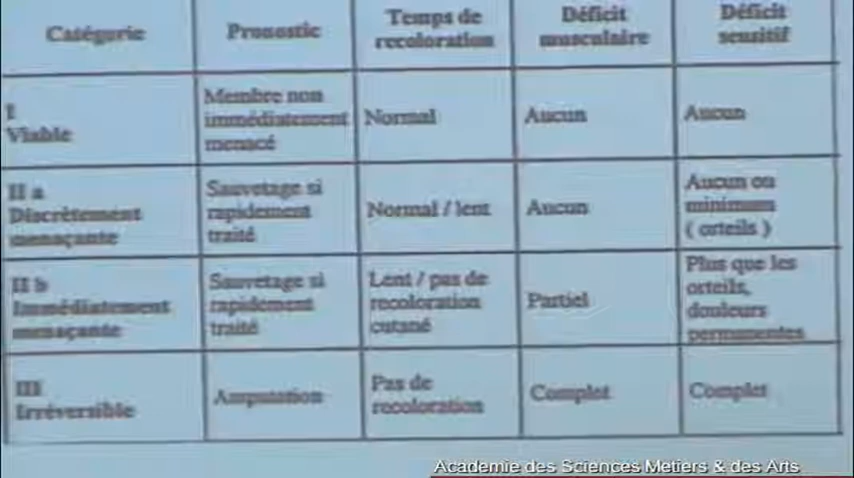 Catégorie
Pronostic
Temps de
recoloration
Déficit
musculaire
Déficit
sensitif
I
Viable
Membre non
immédiatement
menacé
Normal
Aucun
Aucun
II a
Discrètement
menaçante
Sauvetage si
rapidement
traité
Normal / lent
Aucun
Aucun ou
minimum
( orteils )
II b
Immédiatement
menaçante
Sauvetage si
rapidement
traité
Lent / pas de
recoloration
cutané
Partiel
Plus que les
orteils,
douleurs
permanentes
III
Irréversible
Amputation
Pas de
recoloration
Complet
Complet
Academie des Sciences Metiers & des Arts